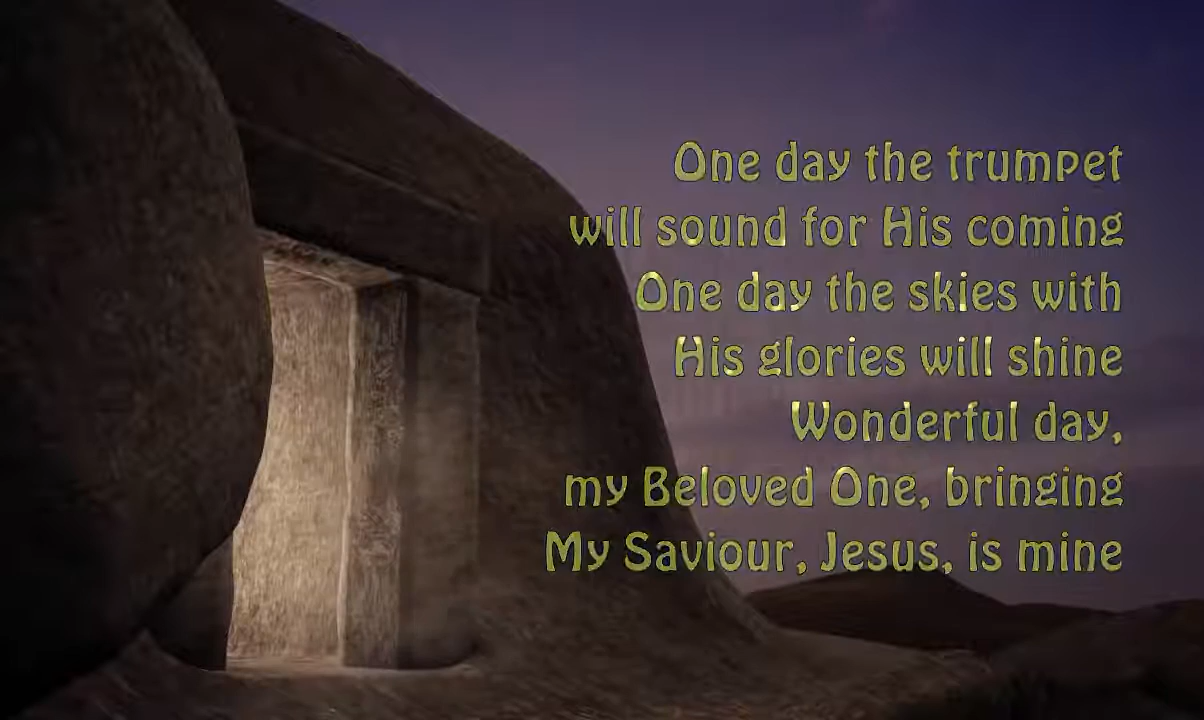 One day the trumpet
will sound for His coming
One day the skies with
His glories will shine
Wonderful day,
my Beloved One, bringing
My Saviour, Jesus, is mine